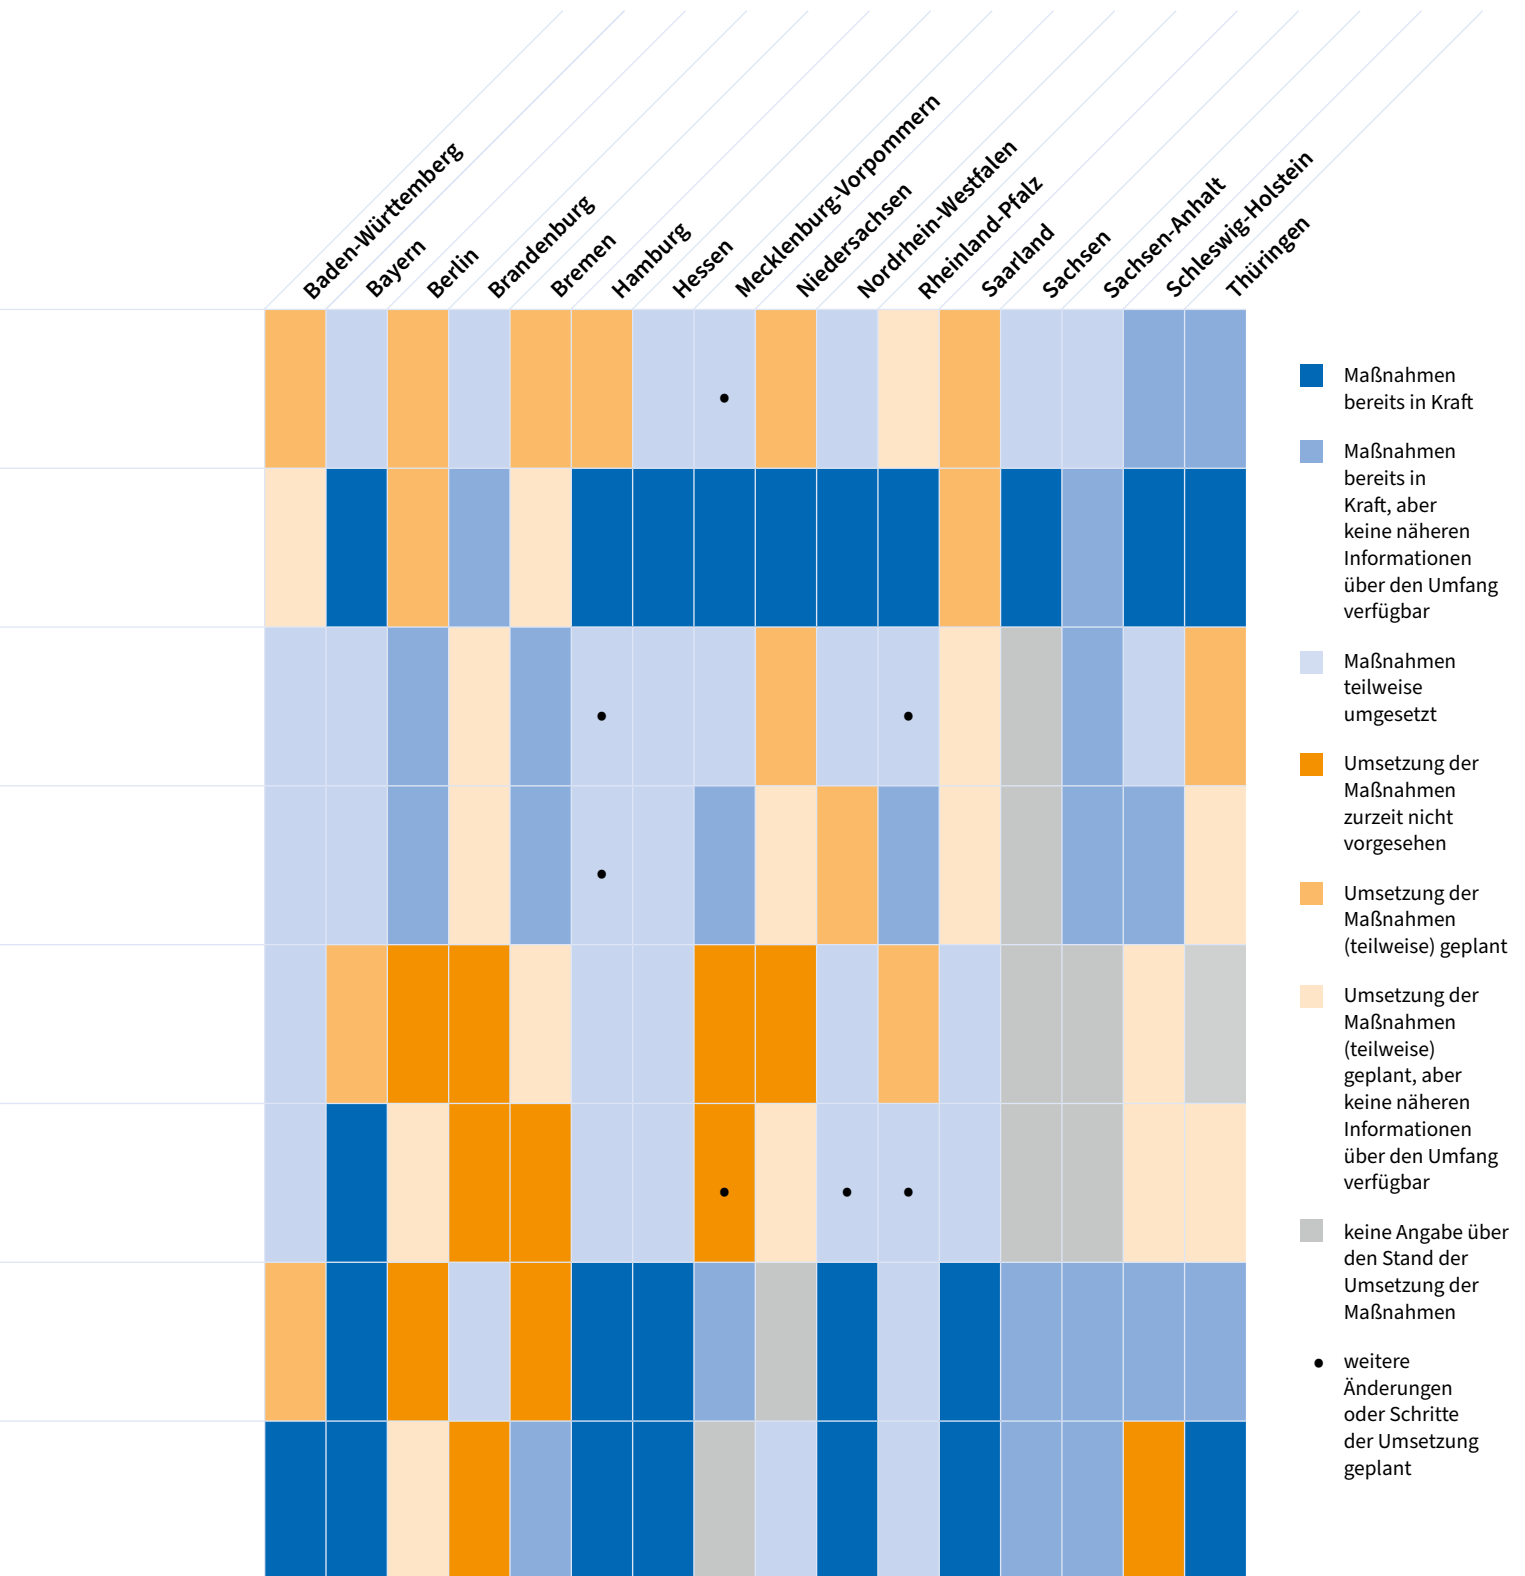 Baden-Württemberg
Bayern
Berlin
Brandenburg
Bremen
Hamburg
Hessen
Mecklenburg-Vorpommern
Niedersachsen
Nordrhein-Westfalen
Rheinland-Pfalz
Saarland
Sachsen
Sachsen-Anhalt
Schleswig-Holstein
Thüringen
Maßnahmen
bereits in Kraft
Maßnahmen
bereits in
Kraft, aber
keine näheren
Informationen
über den Umfang
verfügbar
Maßnahmen
teilweise
umgesetzt
Umsetzung der
Maßnahmen
zurzeit nicht
vorgesehen
Umsetzung der
Maßnahmen
(teilweise) geplant
Umsetzung der
Maßnahmen
(teilweise)
geplant, aber
keine näheren
Informationen
über den Umfang
verfügbar
keine Angabe über
den Stand der
Umsetzung der
Maßnahmen
weitere
Änderungen
oder Schritte
der Umsetzung
geplant